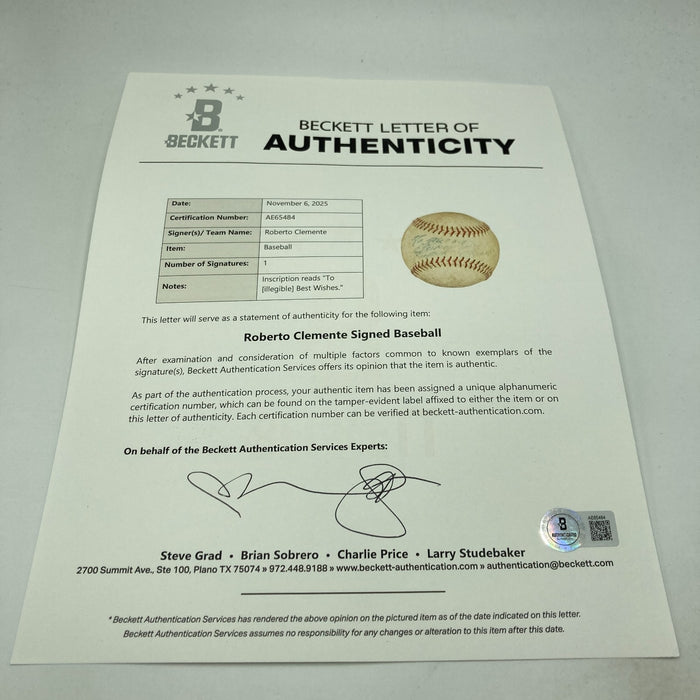 B
BECKETT
BECKETT LETTER OF
AUTHENTICITY
Date: November 6, 2025
Certification Number: AE65484
Signer(s)/ Team Name: Roberto Clemente
Item: Baseball
Number of Signatures: 1
Notes: Inscription reads "To
[illegible] Best Wishes."
This letter will serve as a statement of authenticity for the following item:
Roberto Clemente Signed Baseball
After examination and consideration of multiple factors common to known exemplars of the
signature(s), Beckett Authentication Services offers its opinion that the item is authentic.
As part of the authentication process, your authentic item has been assigned a unique alphanumeric
certification number, which can be found on the tamper-evident label affixed to either the item or on
this letter of authenticity. Each certification number can be verified at beckett-authentication.com.
On behalf of the Beckett Authentication Services Experts:
B
AE65484
Steve Grad • Brian Sobrero • Charlie Price • Larry Studebaker
2700 Summit Ave., Ste 100, Plano TX 75074 » 972.448.9188 » www.beckett-authentication.com » authentication@beckett.com
*Beckett Authentication Services has rendered the above opinion on the pictured item as of the date indicated on this letter.
Beckett Authentication Services assumes no responsibility for any changes or alteration to this item after this date.